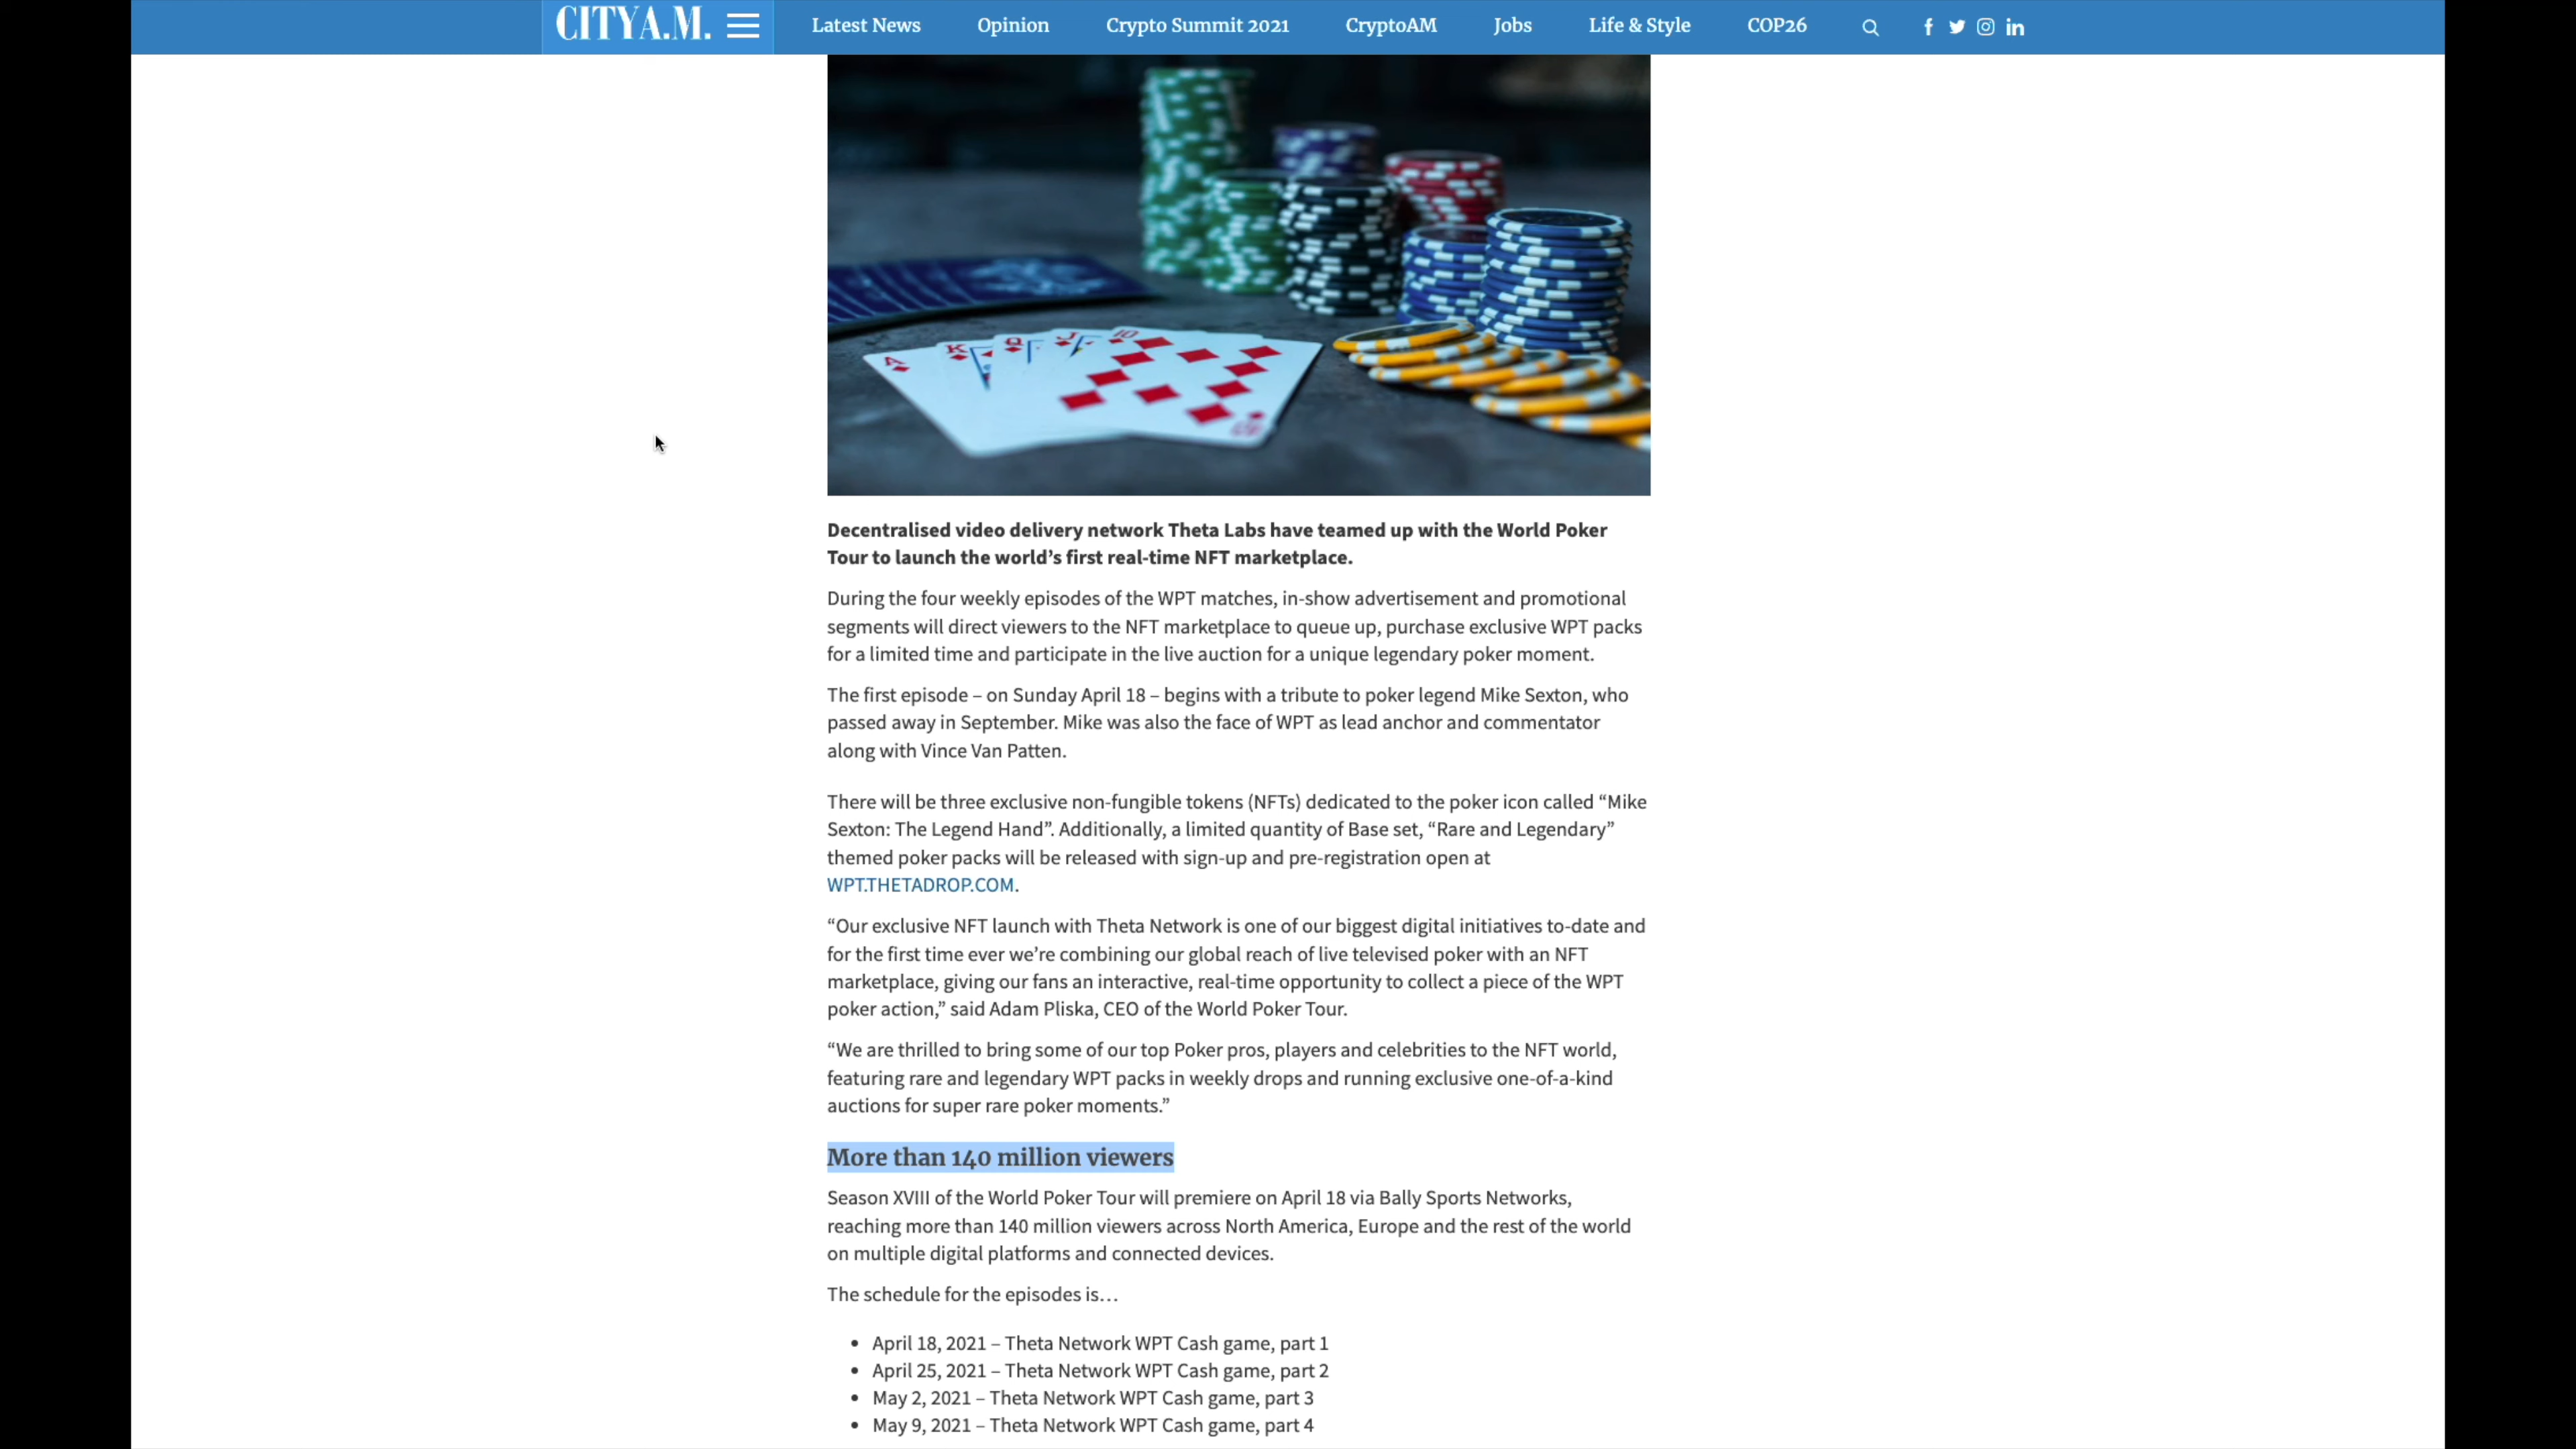 CITYA.M.
Latest News
Opinion
Crypto Summit 2021
CryptoAM
Jobs
Life & Style
COP26
A
K
Q
J
10
Decentralised video delivery network Theta Labs have teamed up with the World Poker
Tour to launch the world’s first real-time NFT marketplace.
During the four weekly episodes of the WPT matches, in-show advertisement and promotional
segments will direct viewers to the NFT marketplace to queue up, purchase exclusive WPT packs
for a limited time and participate in the live auction for a unique legendary poker moment.
The first episode – on Sunday April 18 – begins with a tribute to poker legend Mike Sexton, who
passed away in September. Mike was also the face of WPT as lead anchor and commentator
along with Vince Van Patten.
There will be three exclusive non-fungible tokens (NFTs) dedicated to the poker icon called “Mike
Sexton: The Legend Hand”. Additionally, a limited quantity of Base set, “Rare and Legendary”
themed poker packs will be released with sign-up and pre-registration open at
WPT.THETADROP.COM.
“Our exclusive NFT launch with Theta Network is one of our biggest digital initiatives to-date and
for the first time ever we’re combining our global reach of live televised poker with an NFT
marketplace, giving our fans an interactive, real-time opportunity to collect a piece of the WPT
poker action,” said Adam Pliska, CEO of the World Poker Tour.
“We are thrilled to bring some of our top Poker pros, players and celebrities to the NFT world,
featuring rare and legendary WPT packs in weekly drops and running exclusive one-of-a-kind
auctions for super rare poker moments.”
More than 140 million viewers
Season XVIII of the World Poker Tour will premiere on April 18 via Bally Sports Networks,
reaching more than 140 million viewers across North America, Europe and the rest of the world
on multiple digital platforms and connected devices.
The schedule for the episodes is…
• April 18, 2021 – Theta Network WPT Cash game, part 1
• April 25, 2021 – Theta Network WPT Cash game, part 2
• May 2, 2021 – Theta Network WPT Cash game, part 3
• May 9, 2021 – Theta Network WPT Cash game, part 4